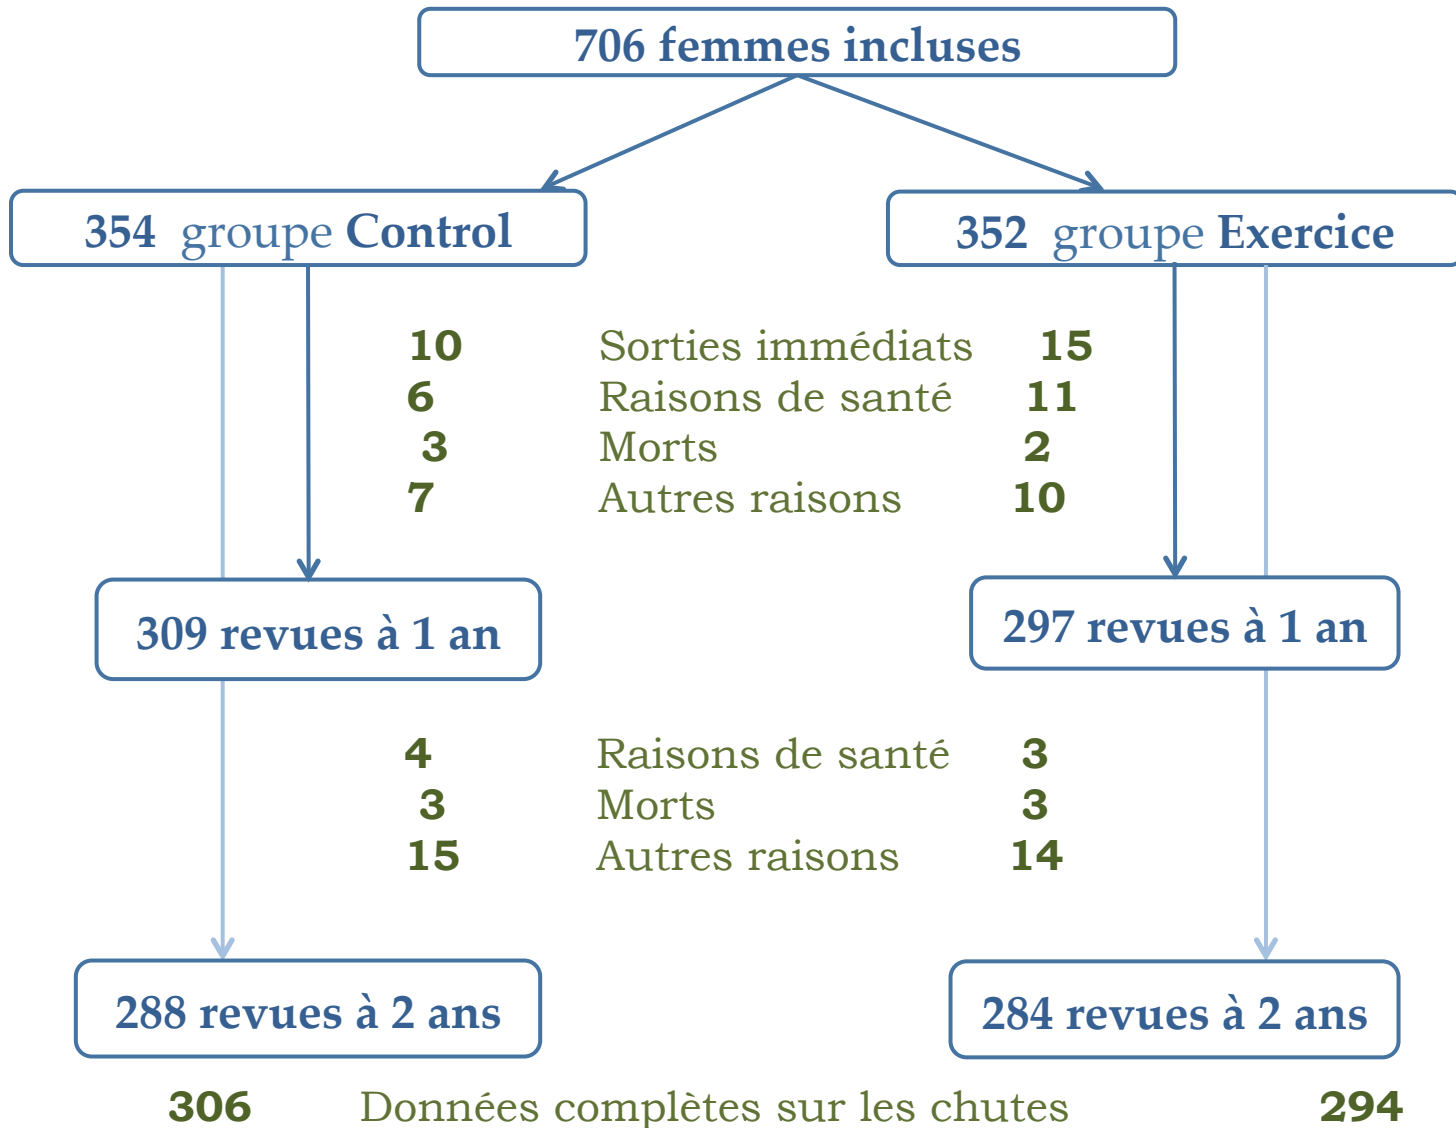 706 femmes incluses
354 groupe Control
352 groupe Exercice
10 Sorties immédiats 15
6 Raisons de santé 11
3 Morts 2
7 Autres raisons 10
309 revues à 1 an
297 revues à 1 an
4 Raisons de santé 3
3 Morts 3
15 Autres raisons 14
288 revues à 2 ans
284 revues à 2 ans
306 Données complètes sur les chutes 294